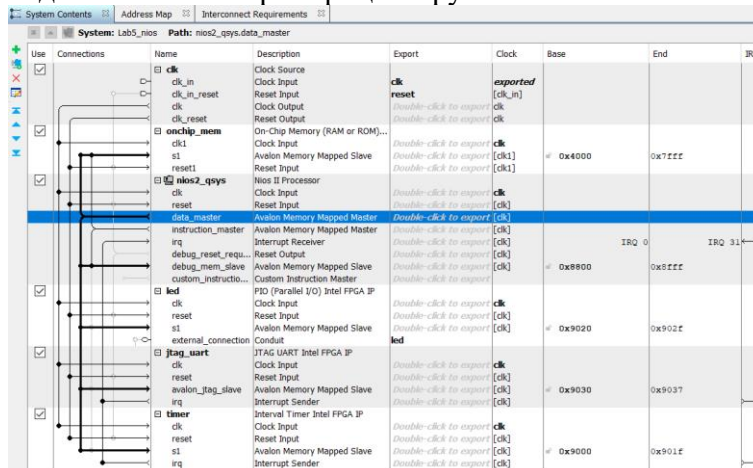 System Contents Address Map Interconnect Requirements
System: Lab5_nios Path: nios2_qsys.data_master
Use Connections Name Description Export Clock Base End
clk Clock Source
clk_in Clock Input clk exported
clk_in_reset Reset Input reset [clk_in]
clk Clock Output Double-click to export clk
clk_reset Reset Output Double-click to export
onchip_mem On-Chip Memory (RAM or ROM)...
clk1 Clock Input Double-click to export clk
s1 Avalon Memory Mapped Slave Double-click to export [clk1] 0x4000 0x7fff
reset1 Reset Input Double-click to export [clk1]
nios2_qsys Nios II Processor
clk Clock Input Double-click to export clk
reset Reset Input Double-click to export [clk]
data_master Avalon Memory Mapped Master Double-click to export [clk]
instruction_master Avalon Memory Mapped Master Double-click to export [clk]
irq Interrupt Receiver Double-click to export [clk] IRQ 0 IRQ 31
debug_reset_requ... Reset Output Double-click to export [clk]
debug_mem_slave Avalon Memory Mapped Slave Double-click to export [clk] 0x8800 0x8fff
custom_instructio... Custom Instruction Master Double-click to export
led PIO (Parallel I/O) Intel FPGA IP
clk Clock Input Double-click to export clk
reset Reset Input Double-click to export [clk]
s1 Avalon Memory Mapped Slave Double-click to export [clk] 0x9020 0x902f
external_connection Conduit led
jtag_uart JTAG UART Intel FPGA IP
clk Clock Input Double-click to export clk
reset Reset Input Double-click to export [clk]
avalon_jtag_slave Avalon Memory Mapped Slave Double-click to export [clk] 0x9030 0x9037
irq Interrupt Sender Double-click to export [clk]
timer Interval Timer Intel FPGA IP
clk Clock Input Double-click to export clk
reset Reset Input Double-click to export [clk]
s1 Avalon Memory Mapped Slave Double-click to export [clk] 0x9000 0x901f
irq Interrupt Sender Double-click to export [clk]